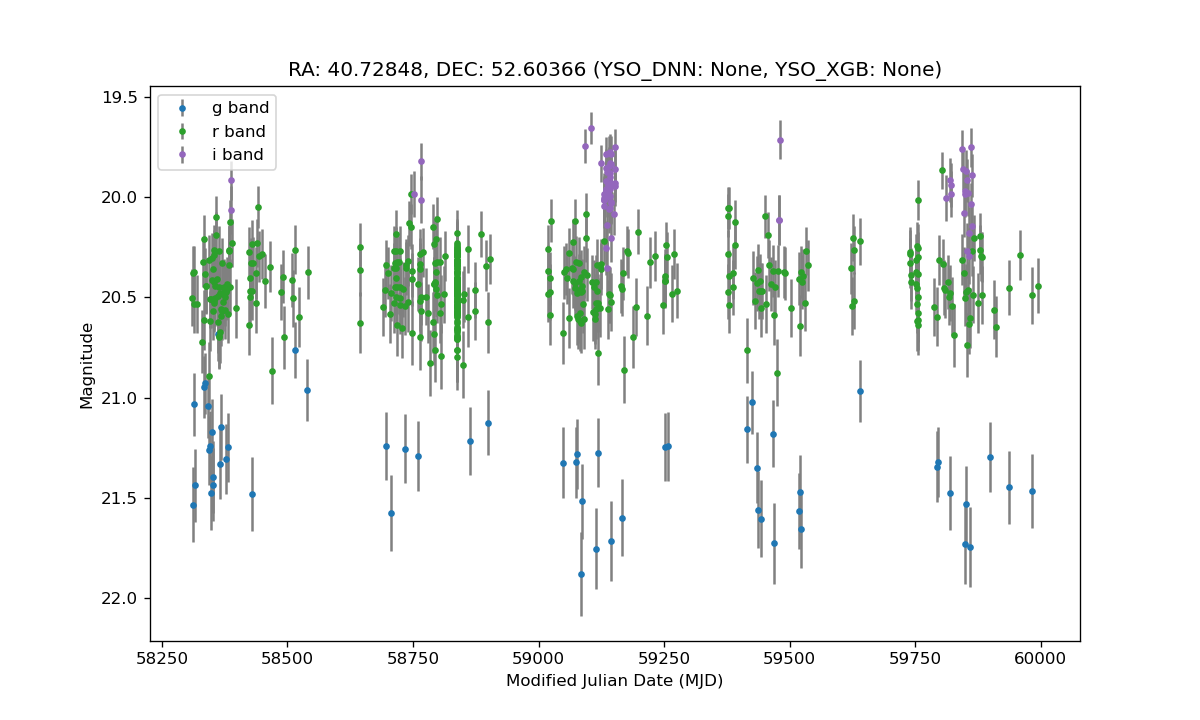 RA: 40.72848, DEC: 52.60366 (YSO_DNN: None, YSO_XGB: None)
g band
r band
i band
19.5
20.0
20.5
21.0
21.5
22.0
Magnitude
58250 58500 58750 59000 59250 59500 59750 60000
Modified Julian Date (MJD)